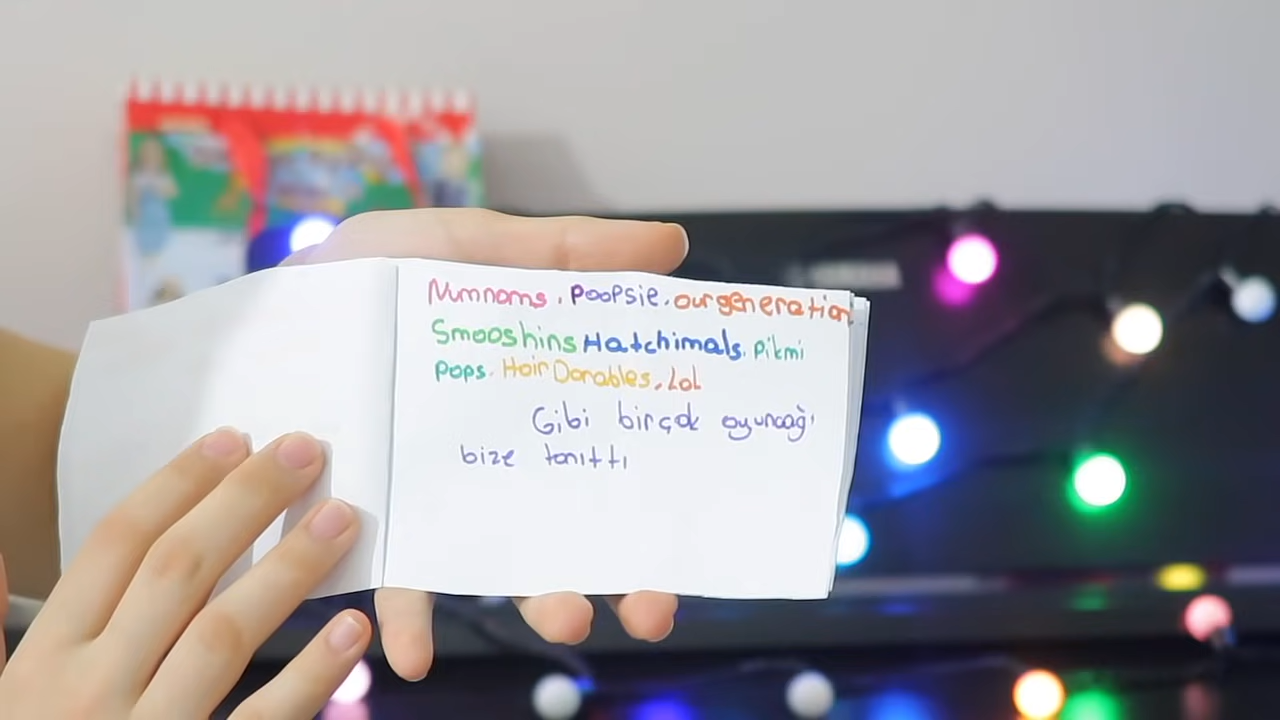 Numnoms. Poopsie. ourgeneration
Smooshins Hatchimals. Pikmi
Pops. Hair Dorables. Lol
Gibi birçok oyuncağı
bize tanıttı